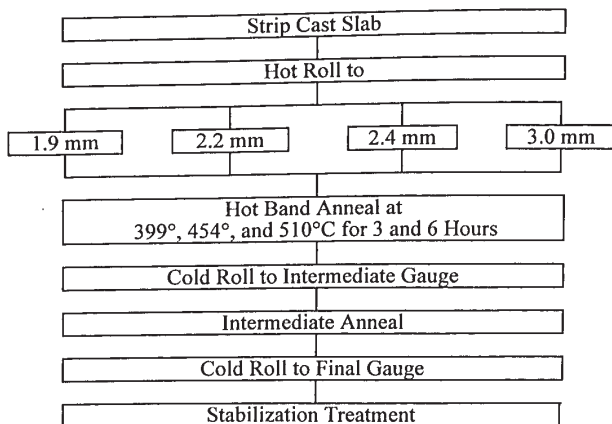 Strip Cast Slab
Hot Roll to
1.9 mm
2.2 mm
2.4 mm
3.0 mm
Hot Band Anneal at
399°, 454°, and 510°C for 3 and 6 Hours
Cold Roll to Intermediate Gauge
Intermediate Anneal
Cold Roll to Final Gauge
Stabilization Treatment